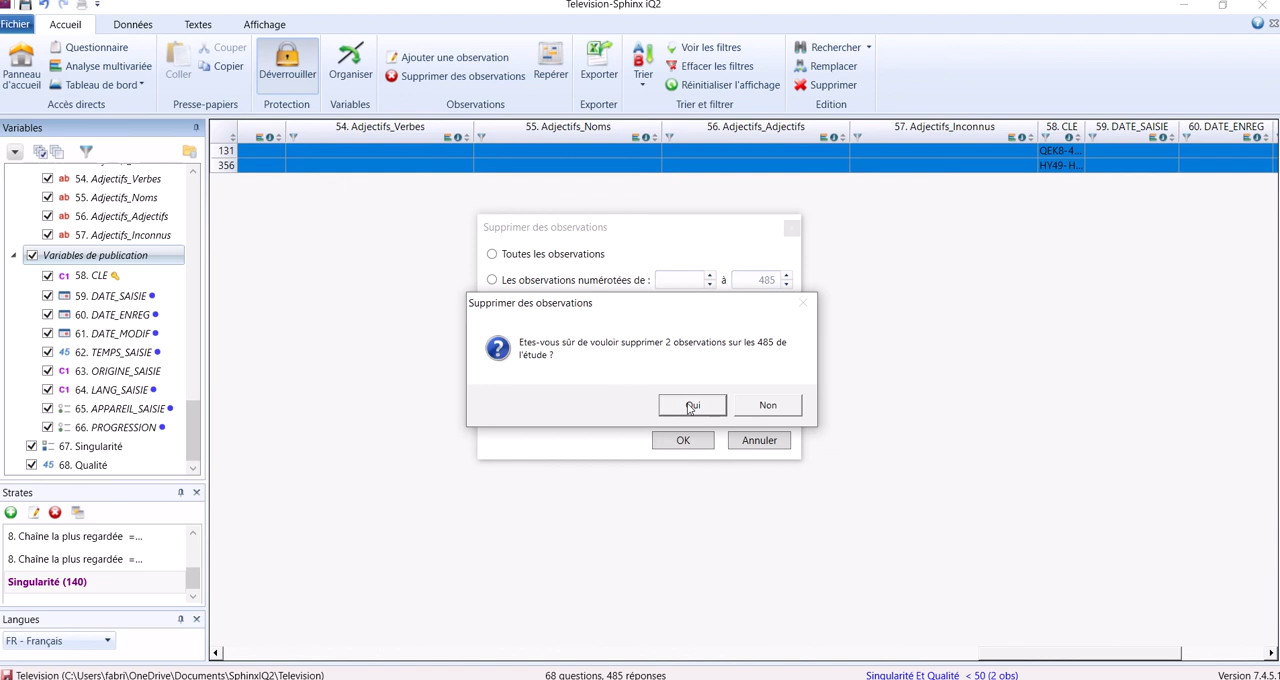 Television-Sphinx iQ2
Fichier Accueil Données Textes Affichage
Panneau d'accueil
Questionnaire
Analyse multivariée
Tableau de bord
Accès directs
Coller
Couper
Copier
Presse-papiers
Déverrouiller
Protection
Organiser
Variables
Ajouter une observation
Supprimer des observations
Repérer
Observations
Exporter
Exporter
Trier
Voir les filtres
Effacer les filtres
Réinitialiser l'affichage
Trier et filtrer
Rechercher
Remplacer
Supprimer
Edition
Variables
54. Adjectifs_Verbes
55. Adjectifs_Noms
56. Adjectifs_Adjectifs
57. Adjectifs_Inconnus
Variables de publication
58. CLE
59. DATE_SAISIE
60. DATE_ENREG
61. DATE_MODIF
62. TEMPS_SAISIE
63. ORIGINE_SAISIE
64. LANG_SAISIE
65. APPAREIL_SAISIE
66. PROGRESSION
67. Singularité
68. Qualité
Strates
8. Chaîne la plus regardée =...
8. Chaîne la plus regardée =...
Singularité (140)
Langues
FR - Français
54. Adjectifs_Verbes 55. Adjectifs_Noms 56. Adjectifs_Adjectifs 57. Adjectifs_Inconnus 58. CLE 59. DATE_SAISIE 60. DATE_ENREG
131 QEK8-4...
356 HY49-H...
Supprimer des observations
Toutes les observations
Les observations numérotées de : à 485
Supprimer des observations
Etes-vous sûr de vouloir supprimer 2 observations sur les 485 de
l'étude ?
Oui Non
OK Annuler
Television (C:\Users\fabri\OneDrive\Documents\SphinxIQ2\Television) 68 questions, 485 réponses Singularité Et Qualité < 50 (2 obs) Version 7.4.5.1